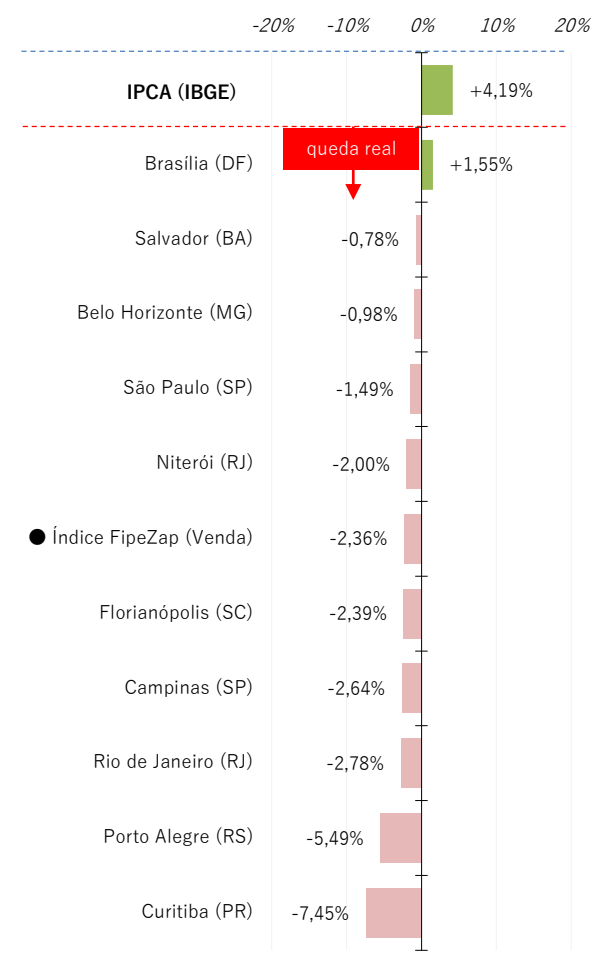 -20% -10% 0% 10% 20%
IPCA (IBGE) +4,19%
queda real
Brasília (DF) +1,55%
Salvador (BA) -0,78%
Belo Horizonte (MG) -0,98%
São Paulo (SP) -1,49%
Niterói (RJ) -2,00%
Índice FipeZap (Venda) -2,36%
Florianópolis (SC) -2,39%
Campinas (SP) -2,64%
Rio de Janeiro (RJ) -2,78%
Porto Alegre (RS) -5,49%
Curitiba (PR) -7,45%